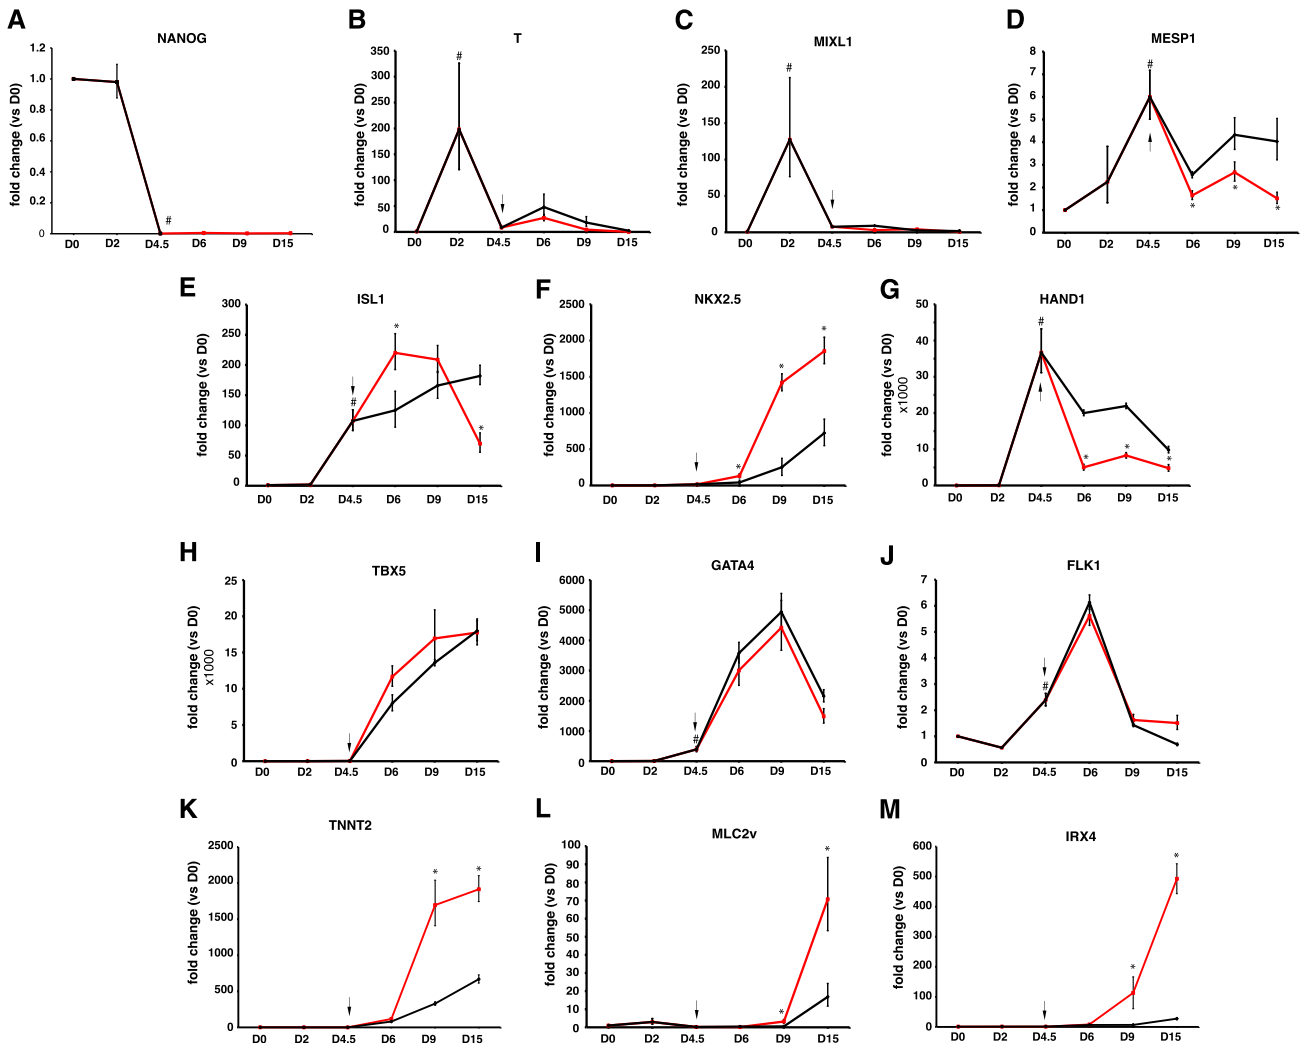 A
NANOG
fold change (vs D0)
1.2
1.0
0.8
0.6
0.4
0.2
0
#
D0 D2 D4.5 D6 D9 D15
B
T
fold change (vs D0)
350
300
250
200
150
100
50
0
#
D0 D2 D4.5 D6 D9 D15
C
MIXL1
fold change (vs D0)
250
200
150
100
50
0
#
D0 D2 D4.5 D6 D9 D15
D
MESP1
fold change (vs D0)
8
7
6
5
4
3
2
1
0
#
* * *
D0 D2 D4.5 D6 D9 D15
E
ISL1
fold change (vs D0)
300
250
200
150
100
50
0
#
* *
D0 D2 D4.5 D6 D9 D15
F
NKX2.5
fold change (vs D0)
2500
2000
1500
1000
500
0
* * *
D0 D2 D4.5 D6 D9 D15
G
HAND1
fold change (vs D0)
x1000
50
40
30
20
10
0
#
* * *
D0 D2 D4.5 D6 D9 D15
H
TBX5
fold change (vs D0)
x1000
25
20
15
10
5
0
D0 D2 D4.5 D6 D9 D15
I
GATA4
fold change (vs D0)
6000
5000
4000
3000
2000
1000
0
#
D0 D2 D4.5 D6 D9 D15
J
FLK1
fold change (vs D0)
7
6
5
4
3
2
1
0
#
D0 D2 D4.5 D6 D9 D15
K
TNNT2
fold change (vs D0)
2500
2000
1500
1000
500
0
* *
D0 D2 D4.5 D6 D9 D15
L
MLC2v
fold change (vs D0)
100
90
80
70
60
50
40
30
20
10
0
* *
D0 D2 D4.5 D6 D9 D15
M
IRX4
fold change (vs D0)
600
500
400
300
200
100
0
* *
D0 D2 D4.5 D6 D9 D15